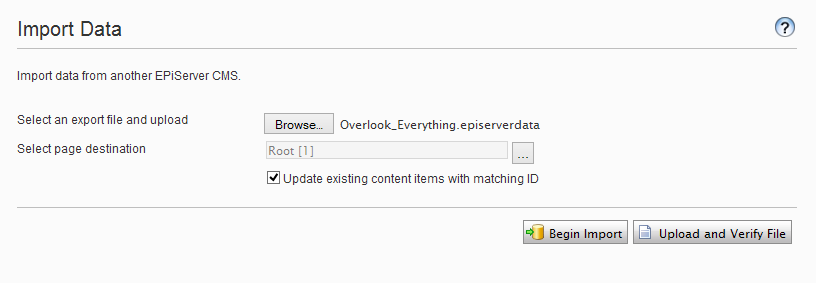 Import Data
?
Import data from another EPiServer CMS.
Select an export file and upload
Browse... Overlook_Everything.episerverdata
Select page destination
Root [1] ...
Update existing content items with matching ID
Begin Import Upload and Verify File